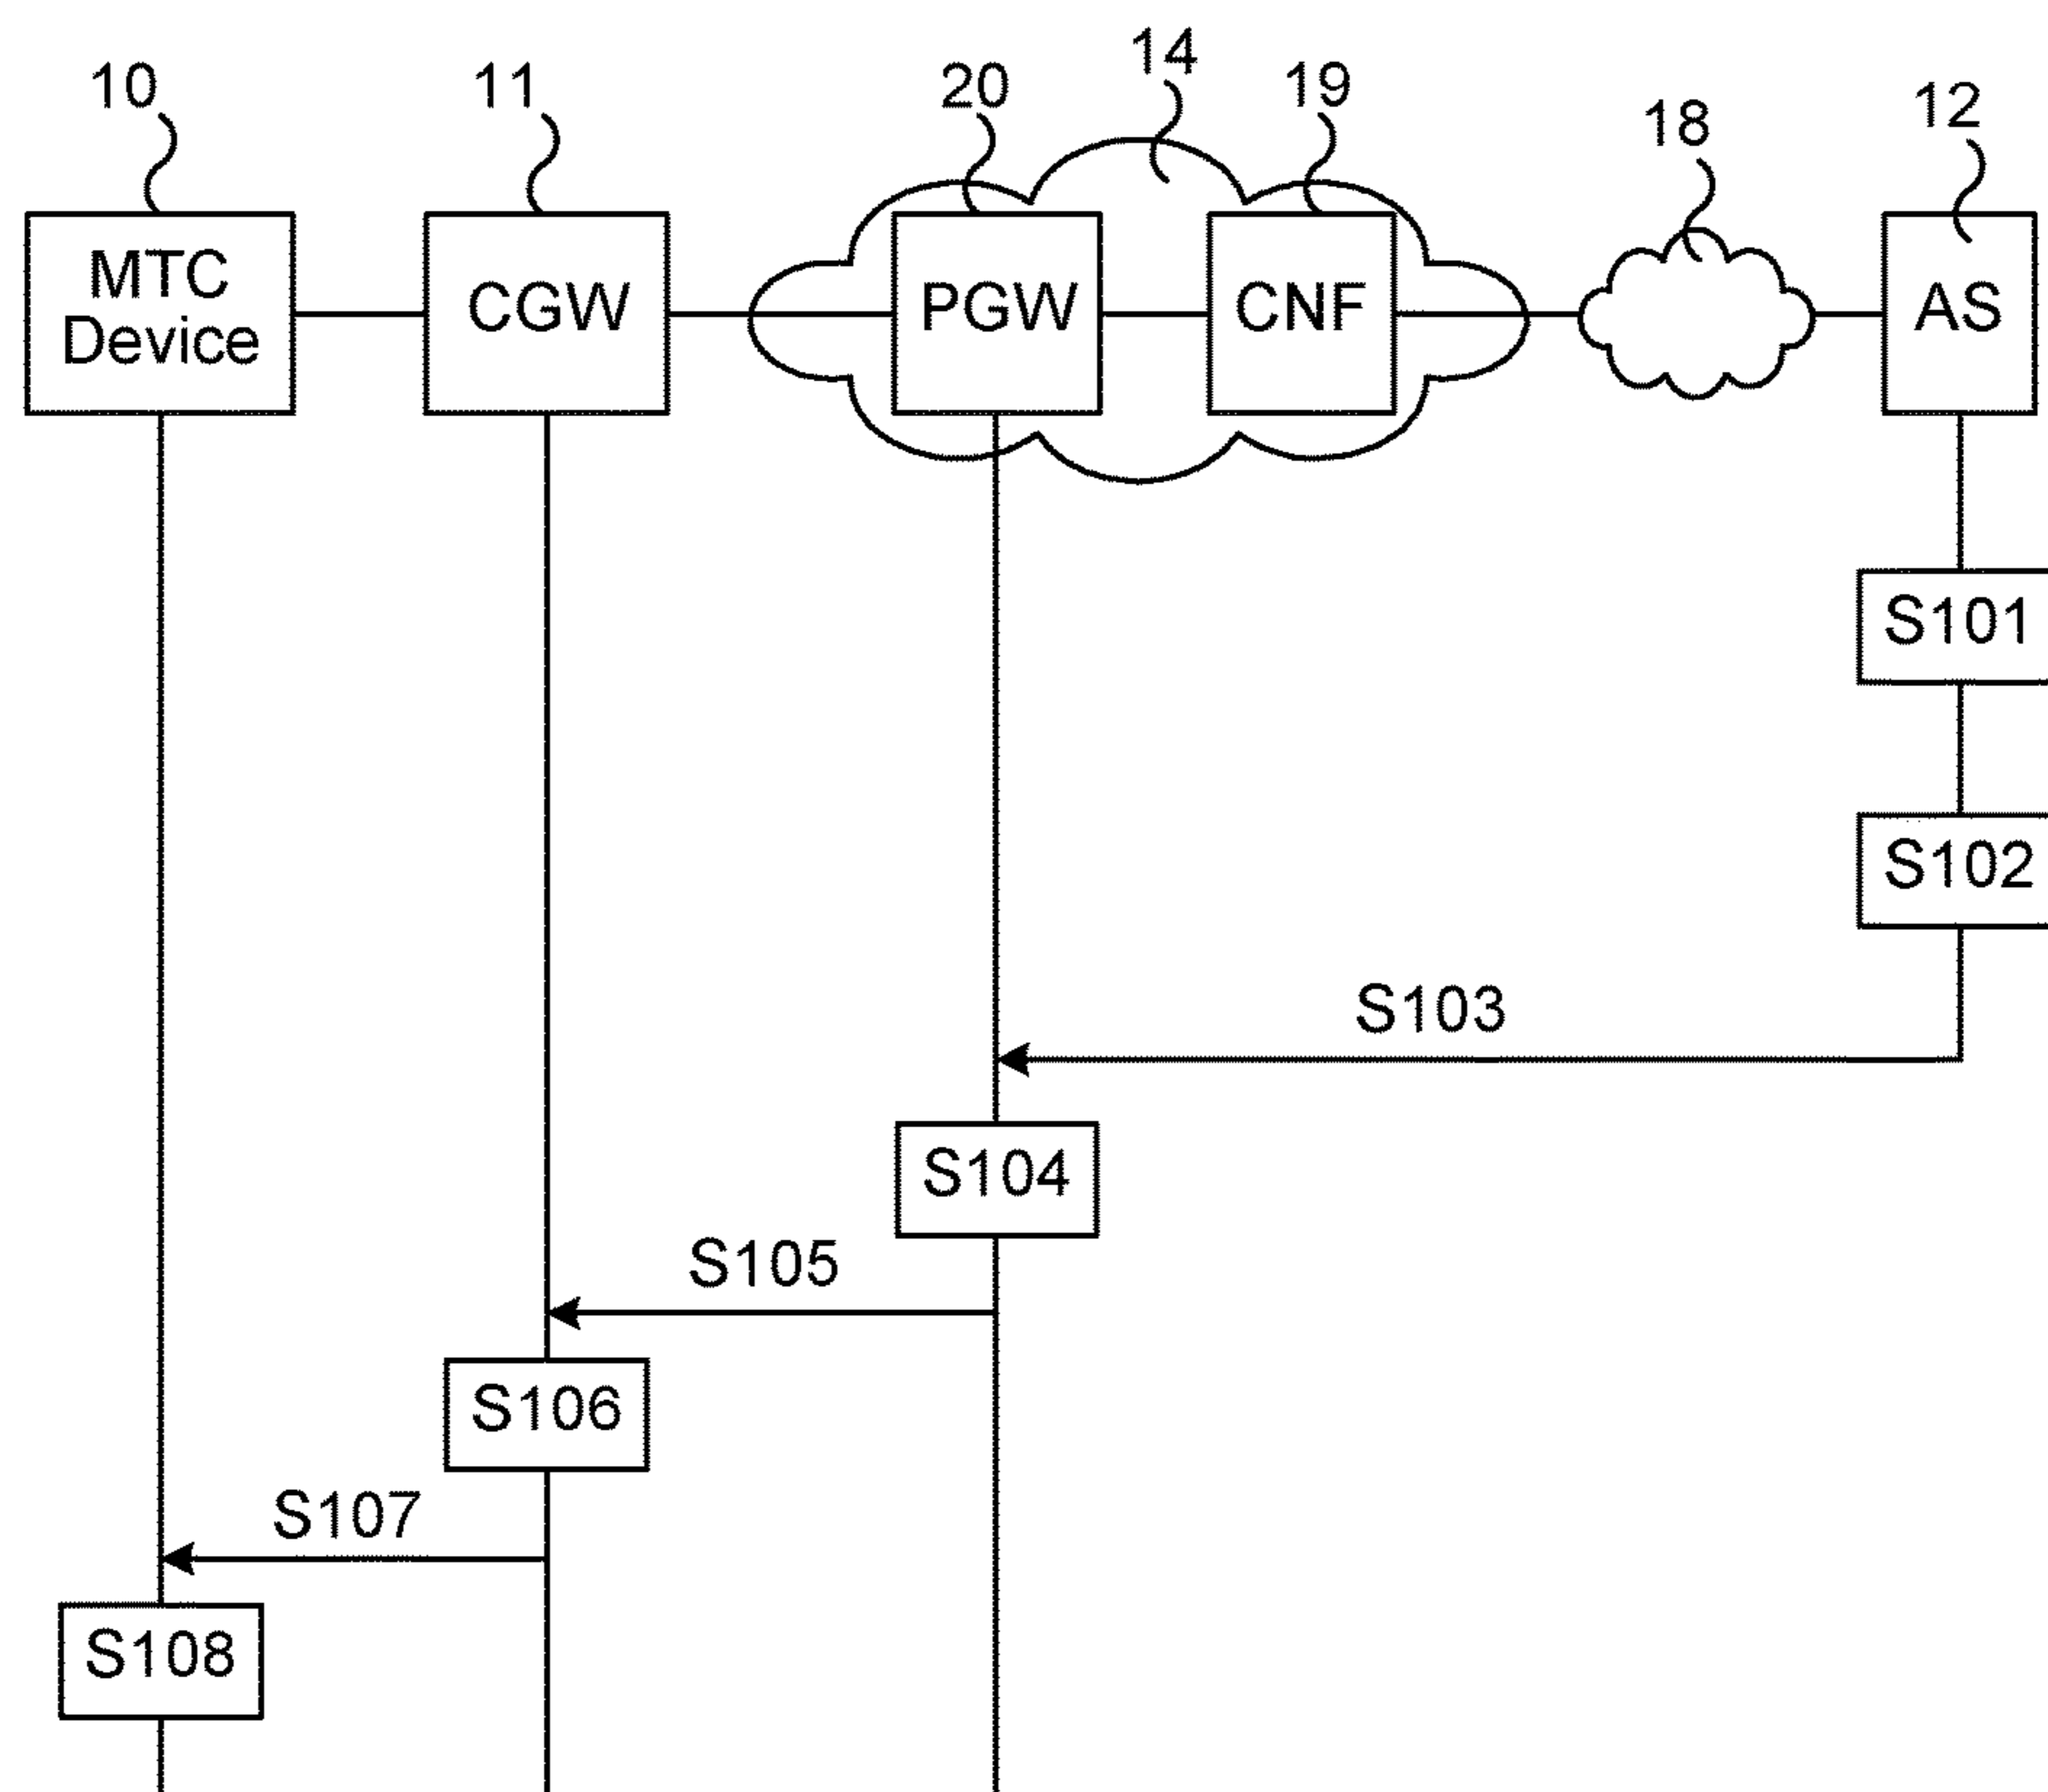 10
11
20
14
19
18
12
MTC
Device
CGW
PGW
CNF
AS
S101
S102
S103
S104
S105
S106
S107
S108